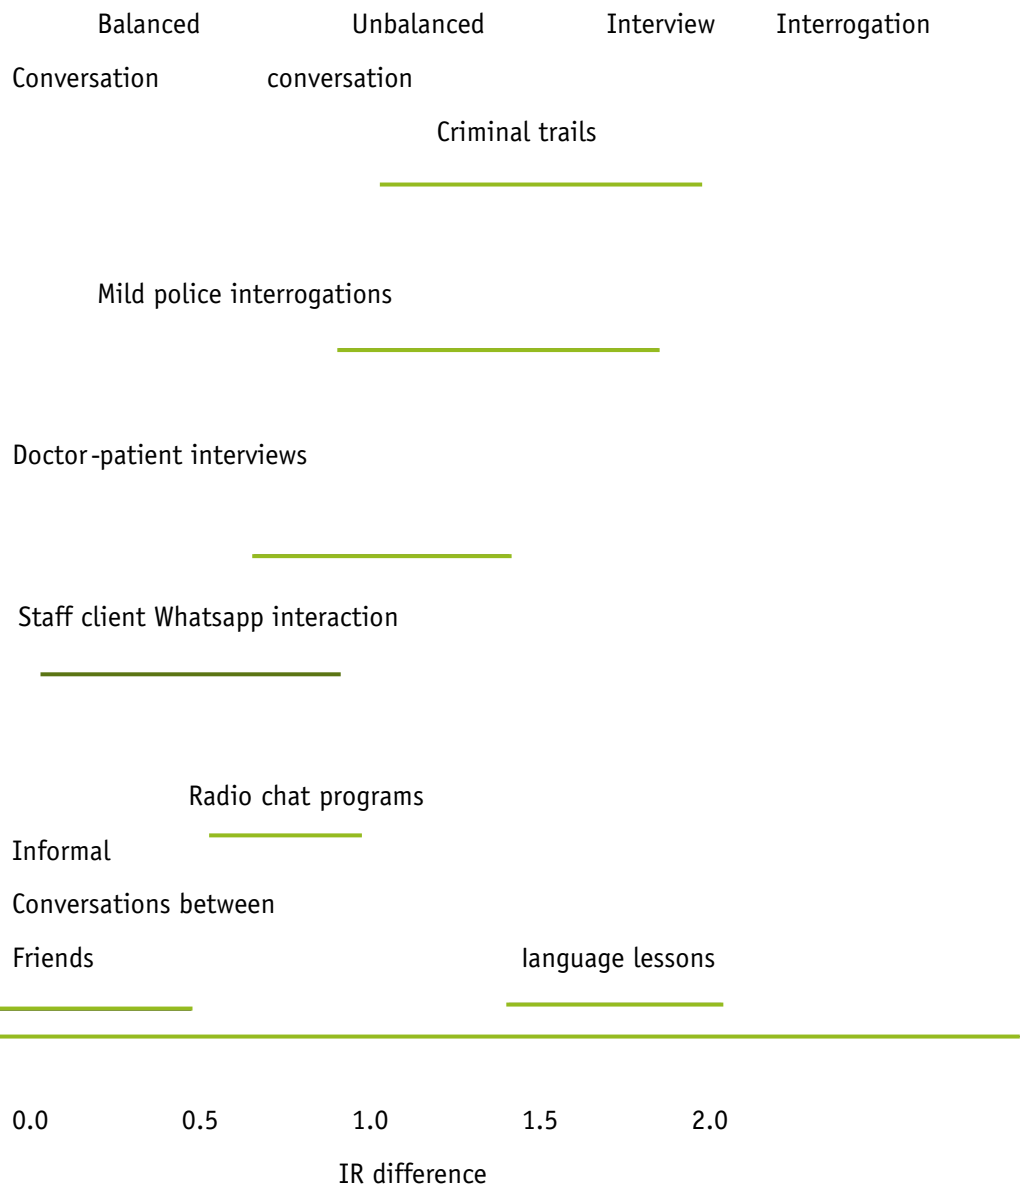 Balanced Unbalanced Interview Interrogation
Conversation conversation
Criminal trails
Mild police interrogations
Doctor-patient interviews
Staff client Whatsapp interaction
Radio chat programs
Informal
Conversations between
Friends language lessons
0.0 0.5 1.0 1.5 2.0
IR difference